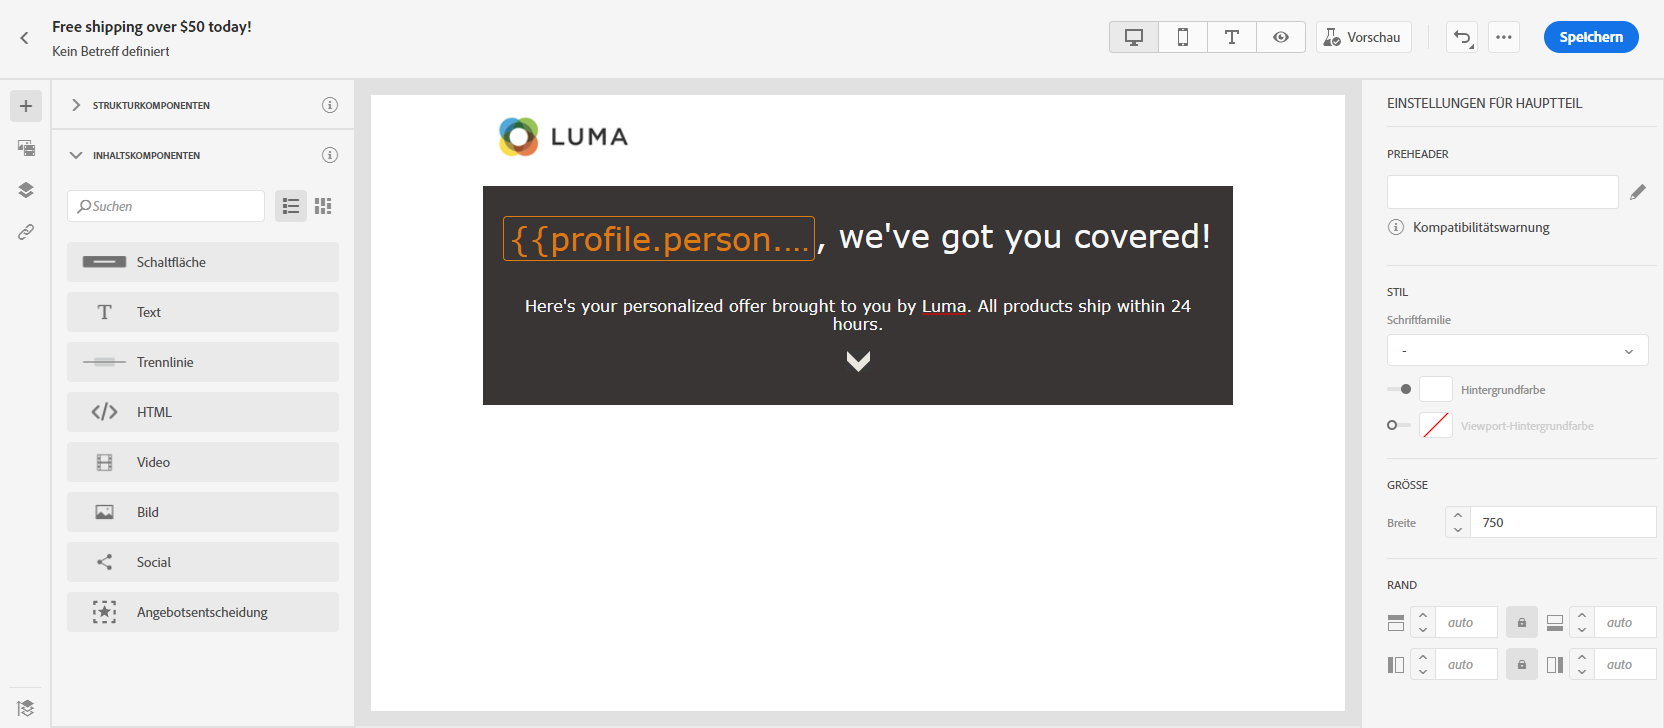 Free shipping over $50 today!
Kein Betreff definiert
Vorschau
Speichern
STRUKTURKOMPONENTEN
INHALTSKOMPONENTEN
Suchen
Schaltfläche
Text
Trennlinie
HTML
Video
Bild
Social
Angebotsentscheidung
LUMA
{{profile.person.... , we've got you covered!
Here's your personalized offer brought to you by Luma. All products ship within 24
hours.
EINSTELLUNGEN FÜR HAUPTTEIL
PREHEADER
Kompatibilitätswarnung
STIL
Schriftfamilie
-
Hintergrundfarbe
Viewport-Hintergrundfarbe
GRÖSSE
Breite 750
RAND
auto auto
auto auto